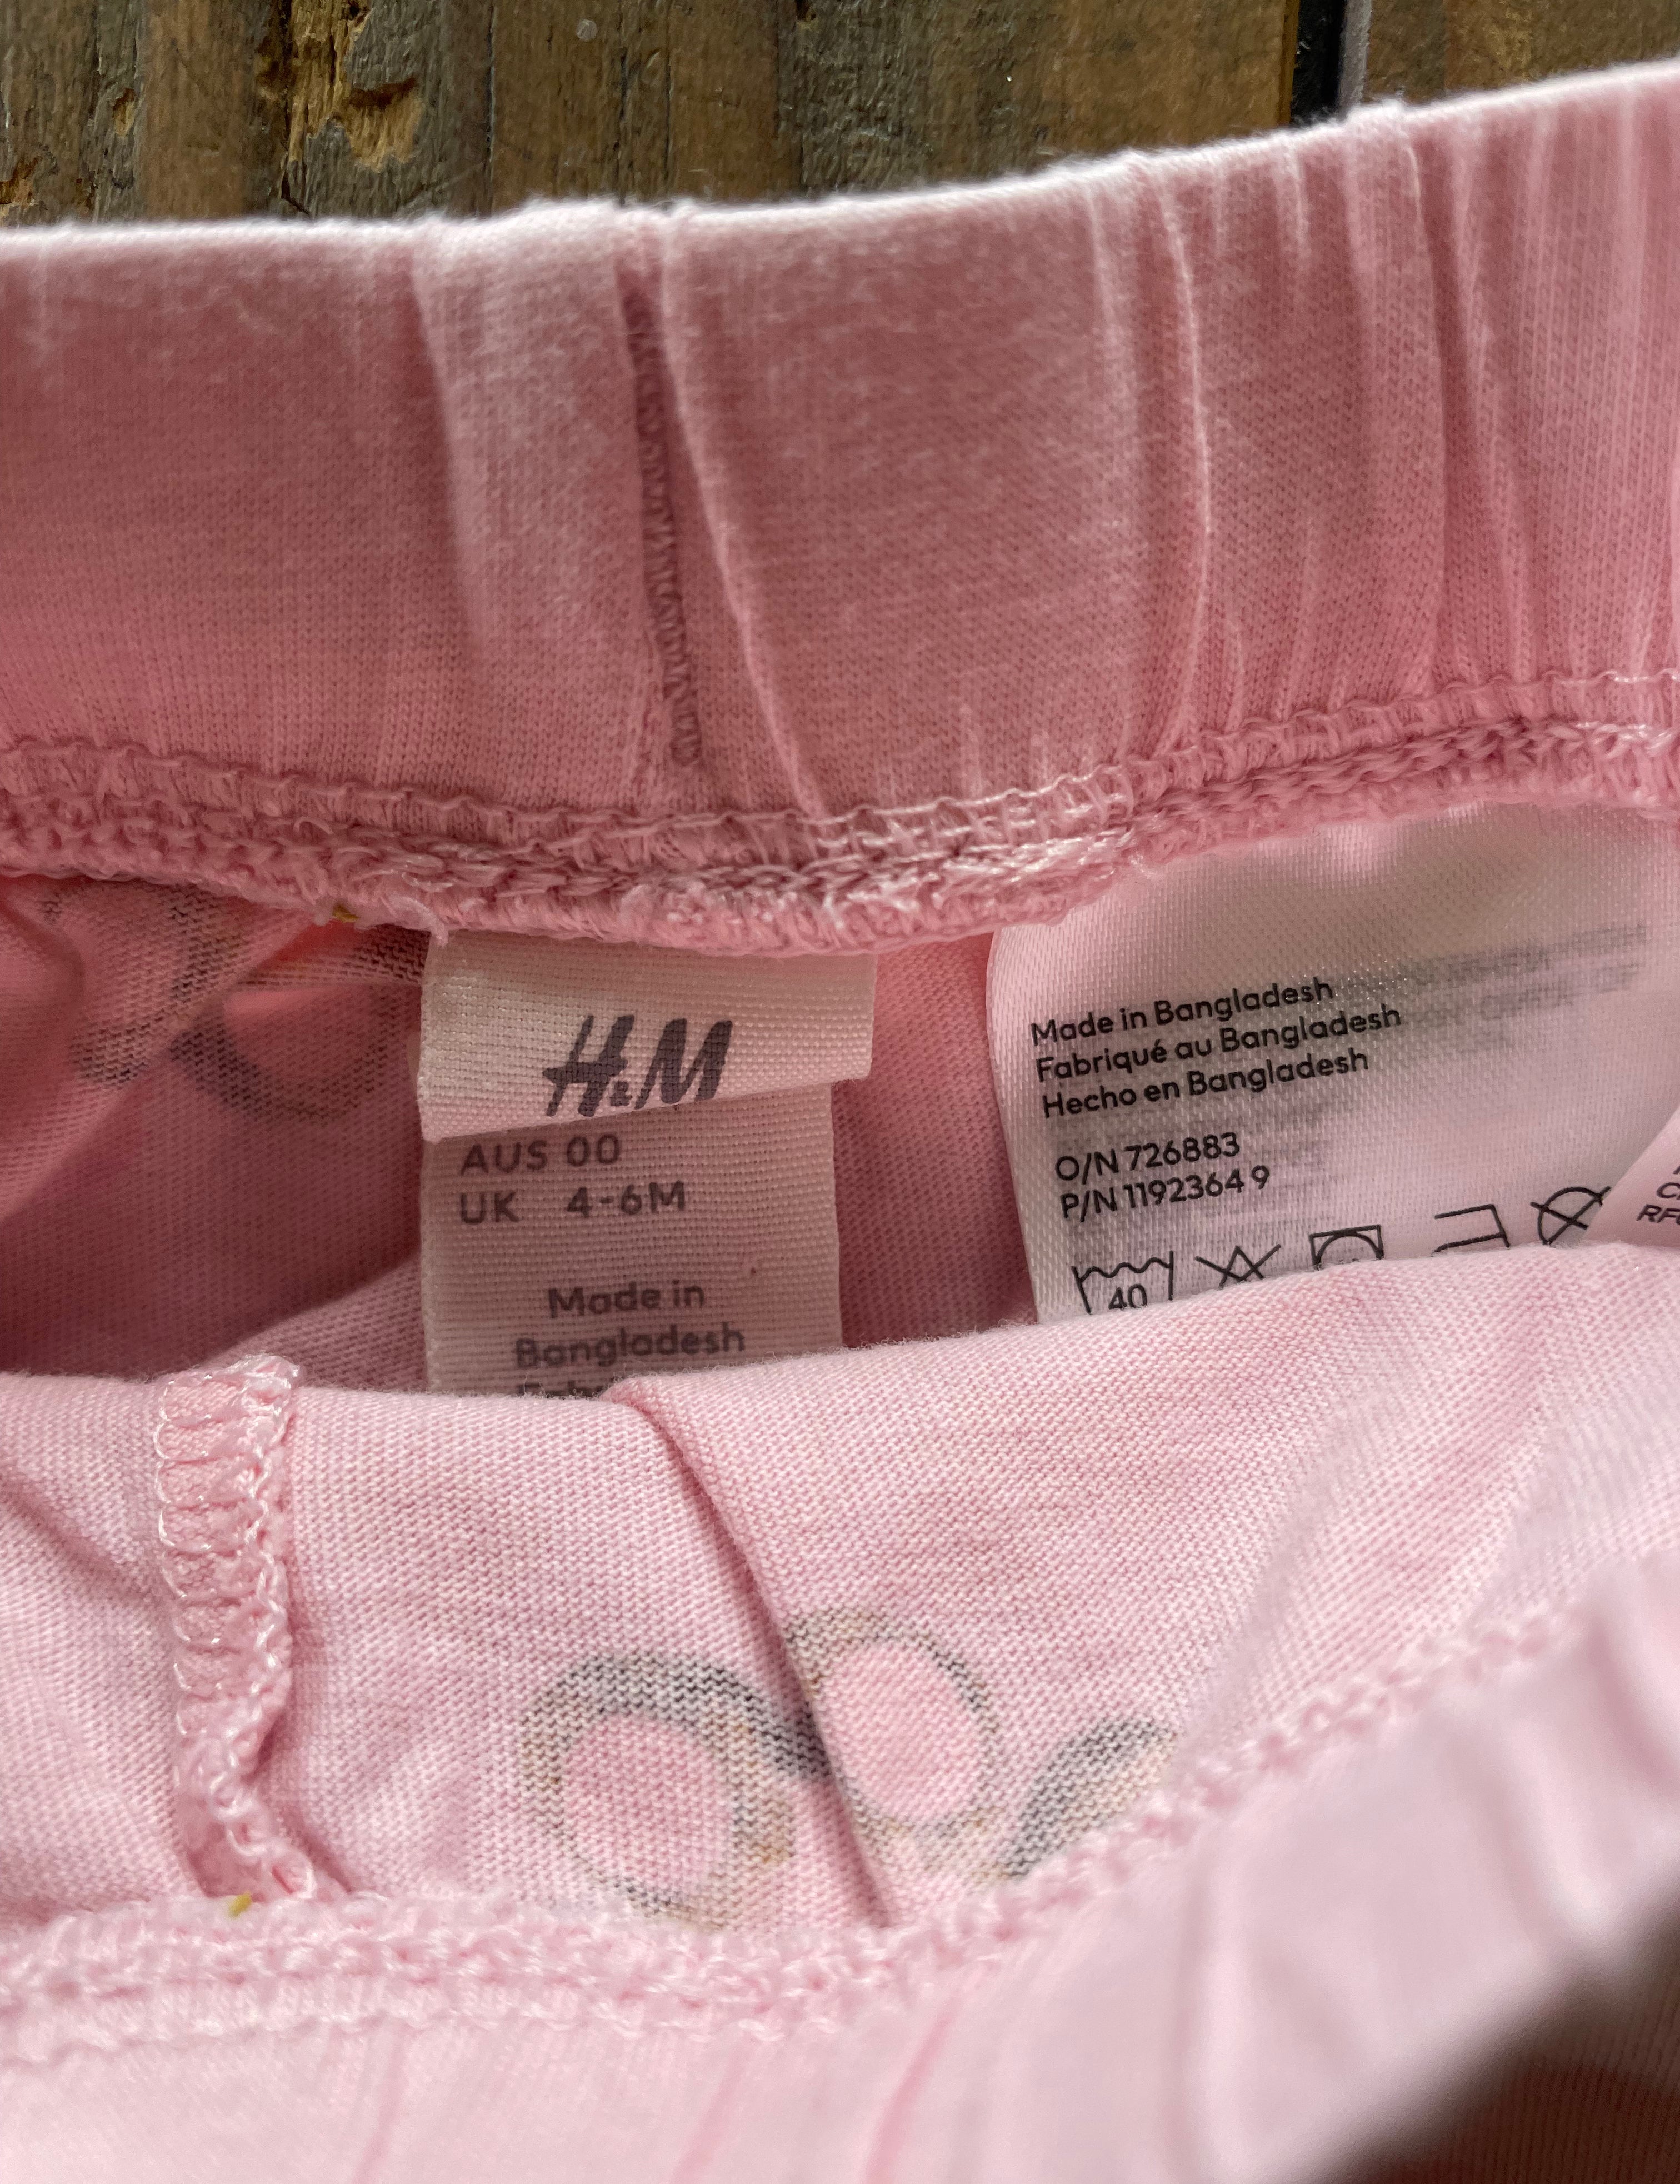 H&M
AUS 00
UK 4-6M
Made in
Bangladesh
Made in Bangladesh
Fabriqué au Bangladesh
Hecho en Bangladesh
O/N 726883
P/N 11923649
40